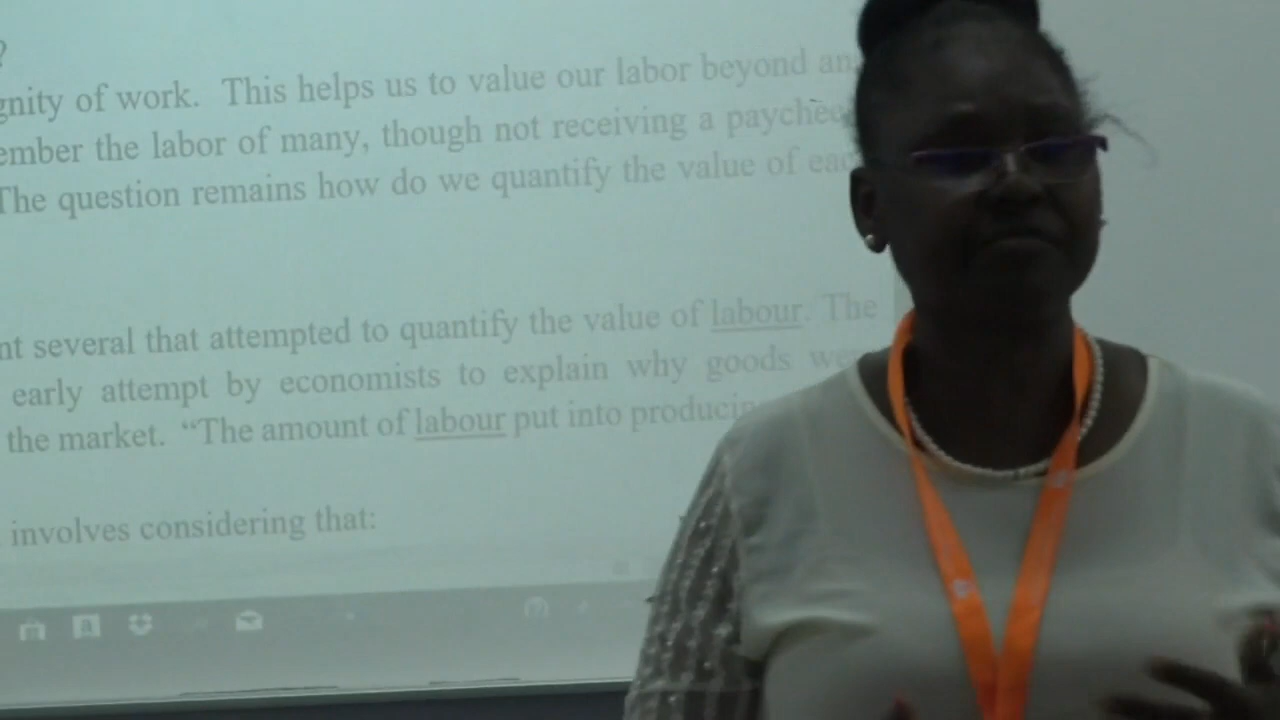 ?
gnity of work. This helps us to value our labor beyond an
ember the labor of many, though not receiving a paychec
The question remains how do we quantify the value of eac
nt several that attempted to quantify the value of labour. The
early attempt by economists to explain why goods we
the market. “The amount of labour put into producin
involves considering that: